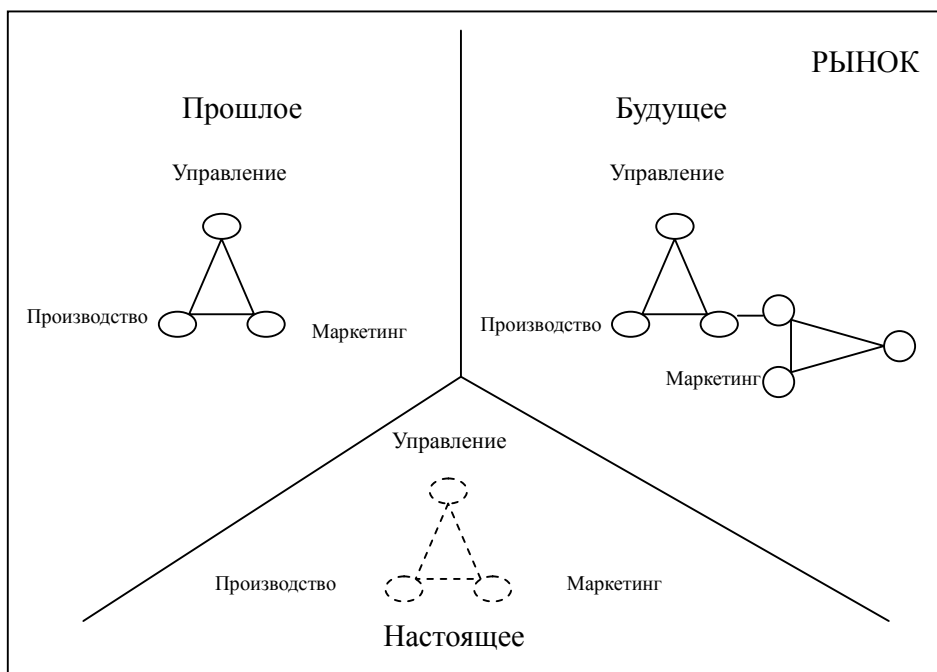 РЫНОК
Прошлое
Управление
Производство
Маркетинг
Будущее
Управление
Производство
Маркетинг
Управление
Производство
Маркетинг
Настоящее